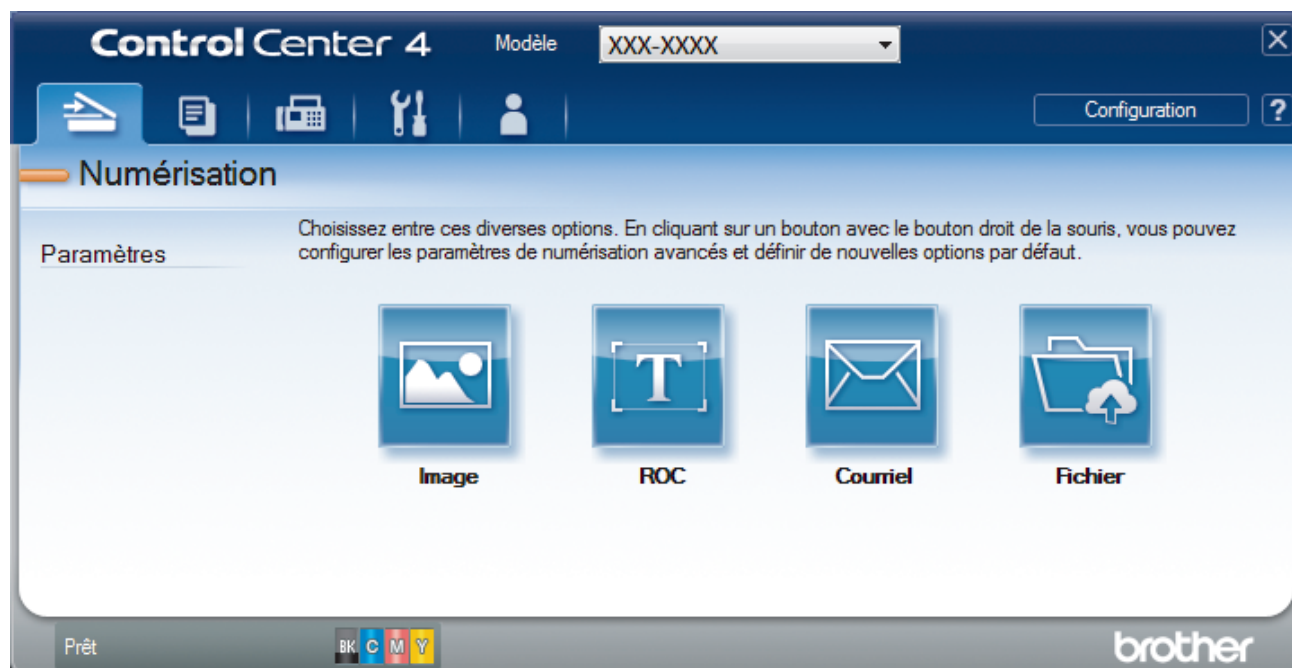 Control Center 4
Modèle
XXX-XXXX
Configuration
?
Numérisation
Paramètres
Choisissez entre ces diverses options. En cliquant sur un bouton avec le bouton droit de la souris, vous pouvez
configurer les paramètres de numérisation avancés et définir de nouvelles options par défaut.
T
Image
ROC
Courriel
Fichier
Prêt
BK
C
M
Y
brother